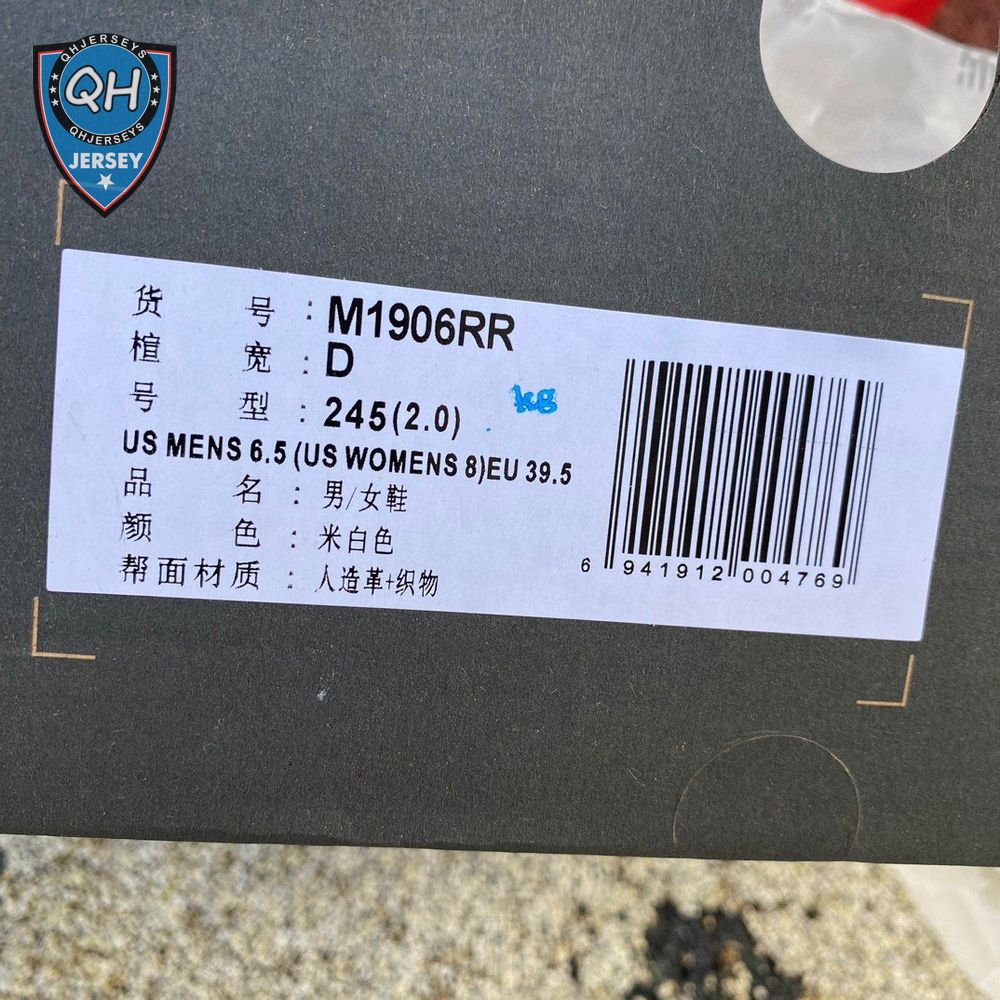 QHJERSEYS
QH
QHJERSEYS
JERSEY
货 号 : M1906RR
楦 宽 : D
号 型 : 245(2.0)
kg
US MENS 6.5 (US WOMENS 8)EU 39.5
品 名 : 男/女鞋
颜 色 : 米白色
帮面材质 : 人造革+织物
6 941912 004769